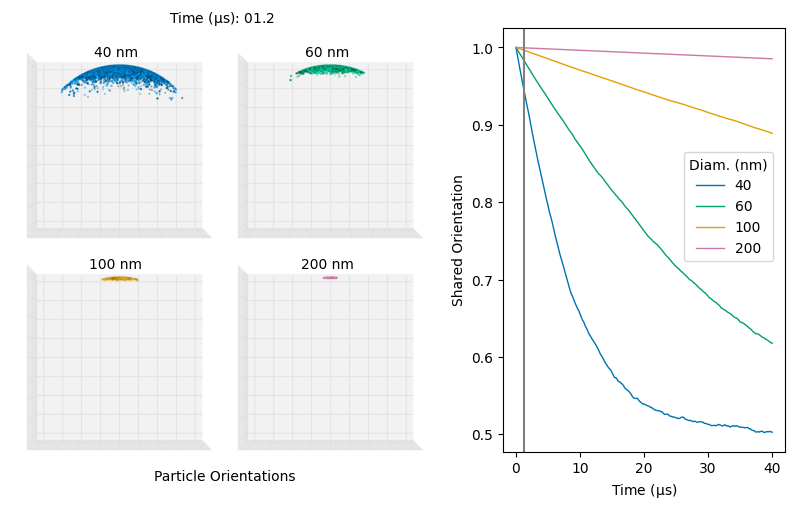 Time (µs): 01.2
40 nm
60 nm
100 nm
200 nm
Particle Orientations
Shared Orientation
1.0
0.9
0.8
0.7
0.6
0.5
Diam. (nm)
40
60
100
200
0 10 20 30 40
Time (µs)